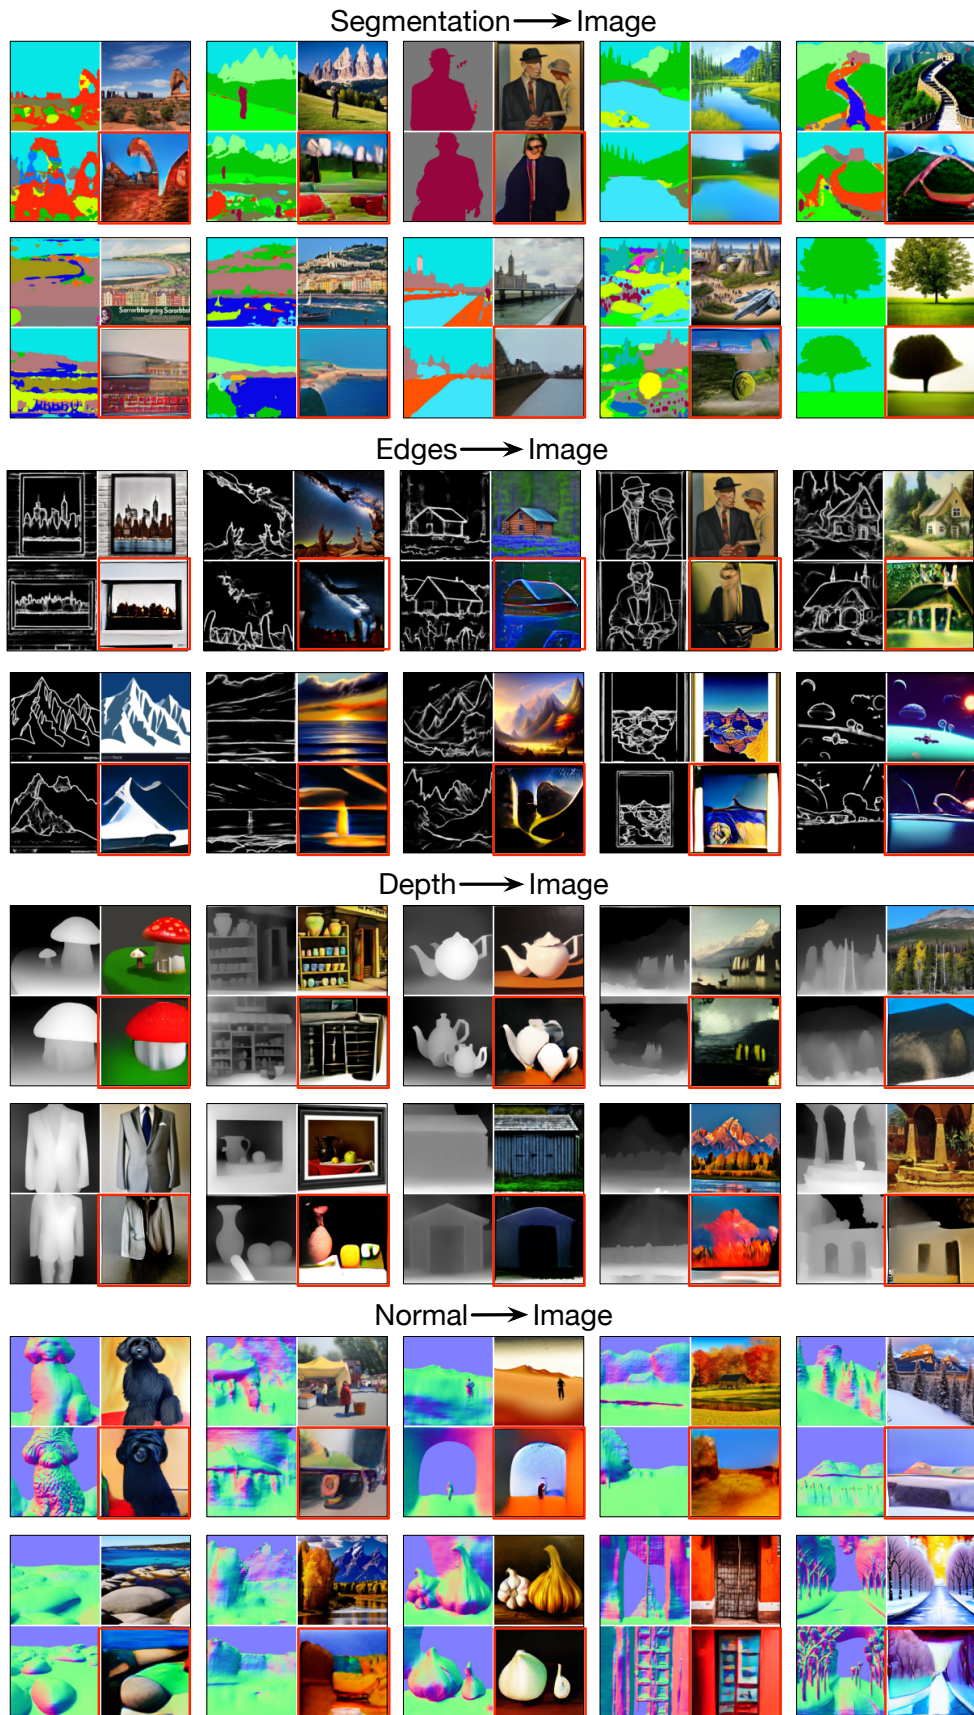 Segmentation → Image
Edges → Image
Depth → Image
Normal → Image